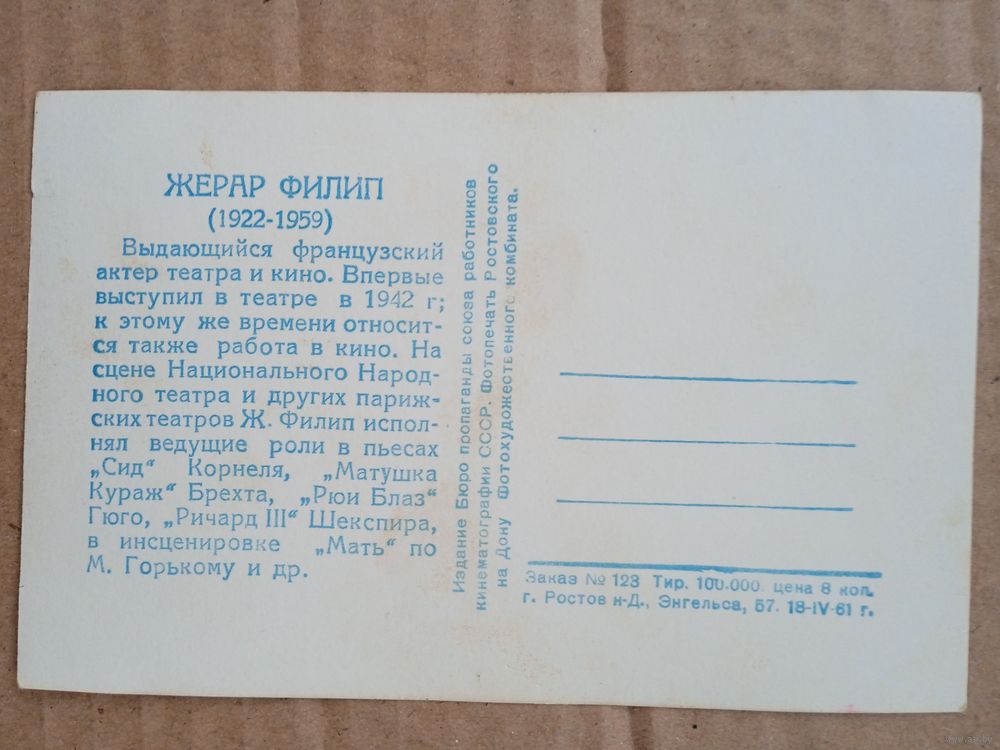 ЖЕРАР ФИЛИП
(1922-1959)
Выдающийся французский
актер театра и кино. Впервые
выступил в театре в 1942 г;
к этому же времени относит-
ся также работа в кино. На
сцене Национального Народ-
ного театра и других париж-
ских театров Ж. Филип испол-
нял ведущие роли в пьесах
„Сид“ Корнеля, „Матушка
Кураж“ Брехта, „Рюи Блаз“
Гюго, „Ричард III“ Шекспира,
в инсценировке „Мать“ по
М. Горькому и др.
Издание Бюро пропаганды союза работников
кинематографии СССР. Фотопечать Ростовского
на Дону Фотохудожественного комбината.
Заказ № 123 Тир. 100.000. цена 8 коп.
г. Ростов н-Д., Энгельса, 57. 18-IV-61 г.